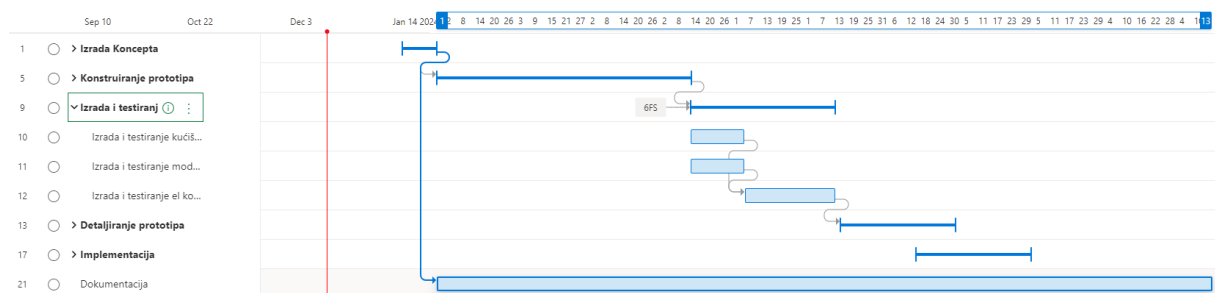 Sep 10 Oct 22 Dec 3 Jan 14 2024 2 8 14 20 26 3 9 15 21 27 2 8 14 20 26 2 8 14 20 26 1 7 13 19 25 1 7 13 19 25 31 6 12 18 24 30 5 11 17 23 29 5 11 17 23 29 4 10 16 22 28 4 13
1 Izrada Koncepta
5 Konstruiranje prototipa
9 Izrada i testiranj 6FS
10 Izrada i testiranje kućiš...
11 Izrada i testiranje mod...
12 Izrada i testiranje el ko...
13 Detaljiranje prototipa
17 Implementacija
21 Dokumentacija